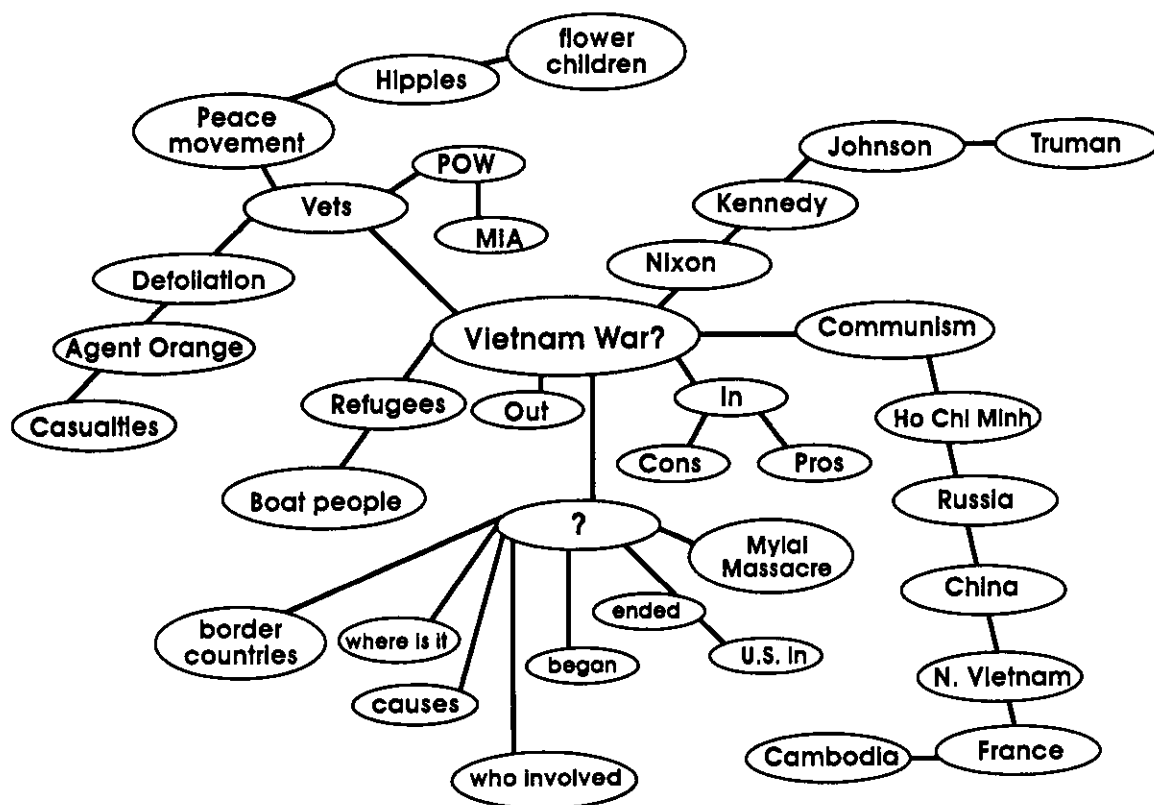 flower
children
Hippies
Peace
movement
Johnson
Truman
POW
Vets
Kennedy
MIA
Nixon
Defoliation
Vietnam War?
Communism
Agent Orange
Refugees
Out
In
Ho Chi Minh
Casualties
Cons
Pros
Boat people
Russia
?
Mylai
Massacre
China
ended
border
countries
where is it
began
U.S. in
N. Vietnam
causes
France
Cambodia
who involved